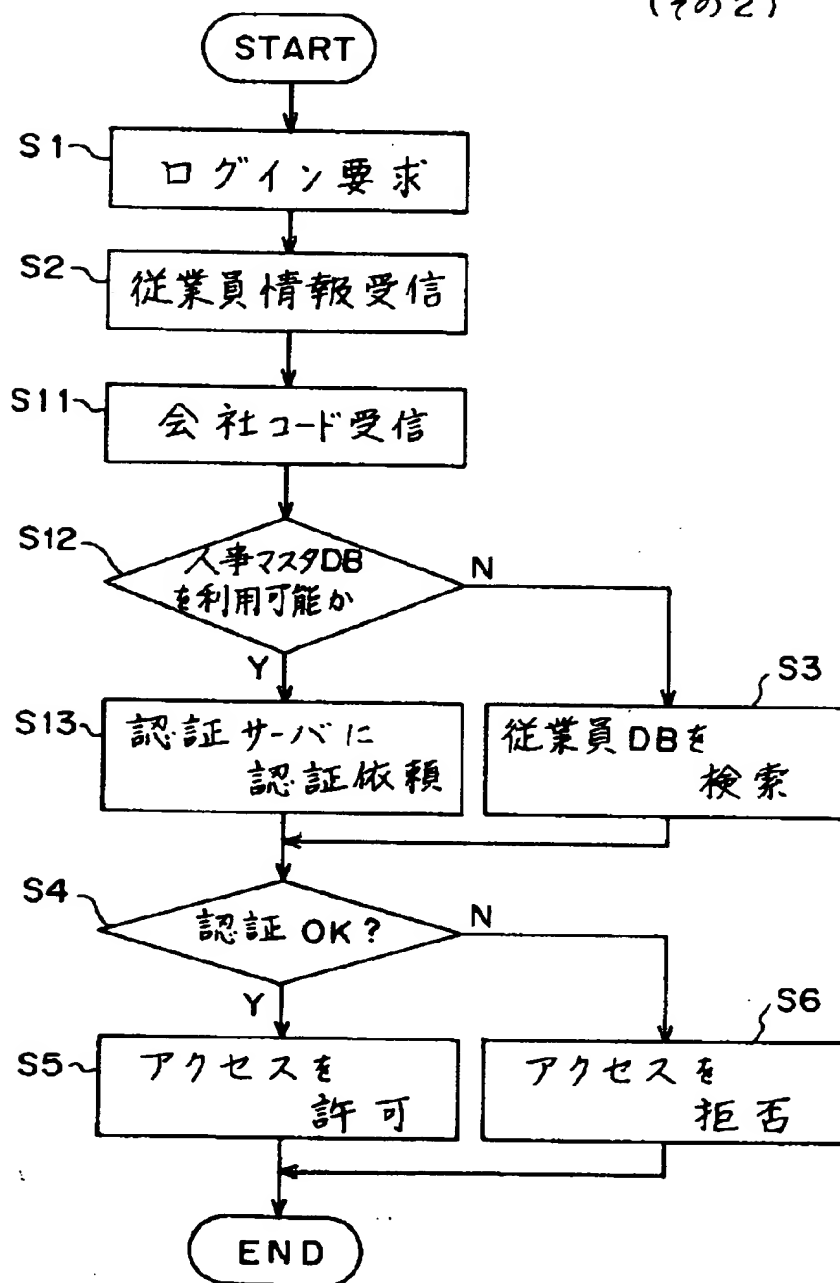 (その2)
START
S1
ログイン要求
S2
従業員情報受信
S11
会社コード受信
S12
人事マスタDB
を利用可能か
N
Y
S3
S13
認証サーバに
認証依頼
従業員DBを
検索
S4
認証OK?
N
Y
S6
S5
アクセスを
許可
アクセスを
拒否
END